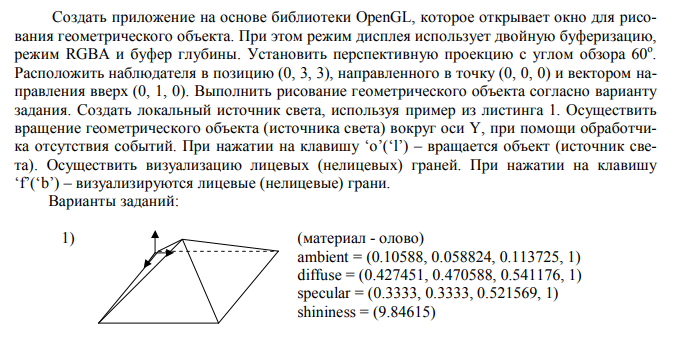 Создать приложение на основе библиотеки OpenGL, которое открывает окно для рисо-
вания геометрического объекта. При этом режим дисплея использует двойную буферизацию,
режим RGBA и буфер глубины. Установить перспективную проекцию с углом обзора 60º.
Расположить наблюдателя в позицию (0, 3, 3), направленного в точку (0, 0, 0) и вектором на-
правления вверх (0, 1, 0). Выполнить рисование геометрического объекта согласно варианту
задания. Создать локальный источник света, используя пример из листинга 1. Осуществить
вращение геометрического объекта (источника света) вокруг оси Y, при помощи обработчи-
ка отсутствия событий. При нажатии на клавишу ‘o’(‘l’) – вращается объект (источник све-
та). Осуществить визуализацию лицевых (нелицевых) граней. При нажатии на клавишу
‘f’(‘b’) – визуализируются лицевые (нелицевые) грани.
Варианты заданий:
1)
(материал - олово)
ambient = (0.10588, 0.058824, 0.113725, 1)
diffuse = (0.427451, 0.470588, 0.541176, 1)
specular = (0.3333, 0.3333, 0.521569, 1)
shininess = (9.84615)